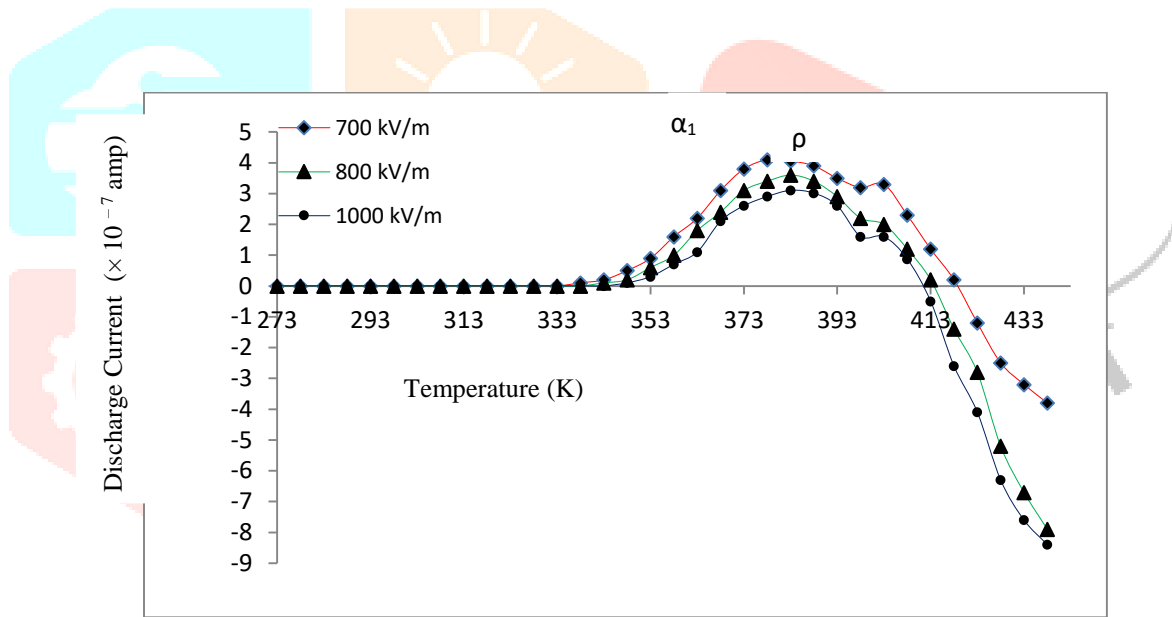 α₁
ρ
700 kV/m
800 kV/m
1000 kV/m
Discharge Current (× 10⁻⁷ amp)
5
4
3
2
1
0
-1
-2
-3
-4
-5
-6
-7
-8
-9
273 293 313 333 353 373 393 413 433
Temperature (K)